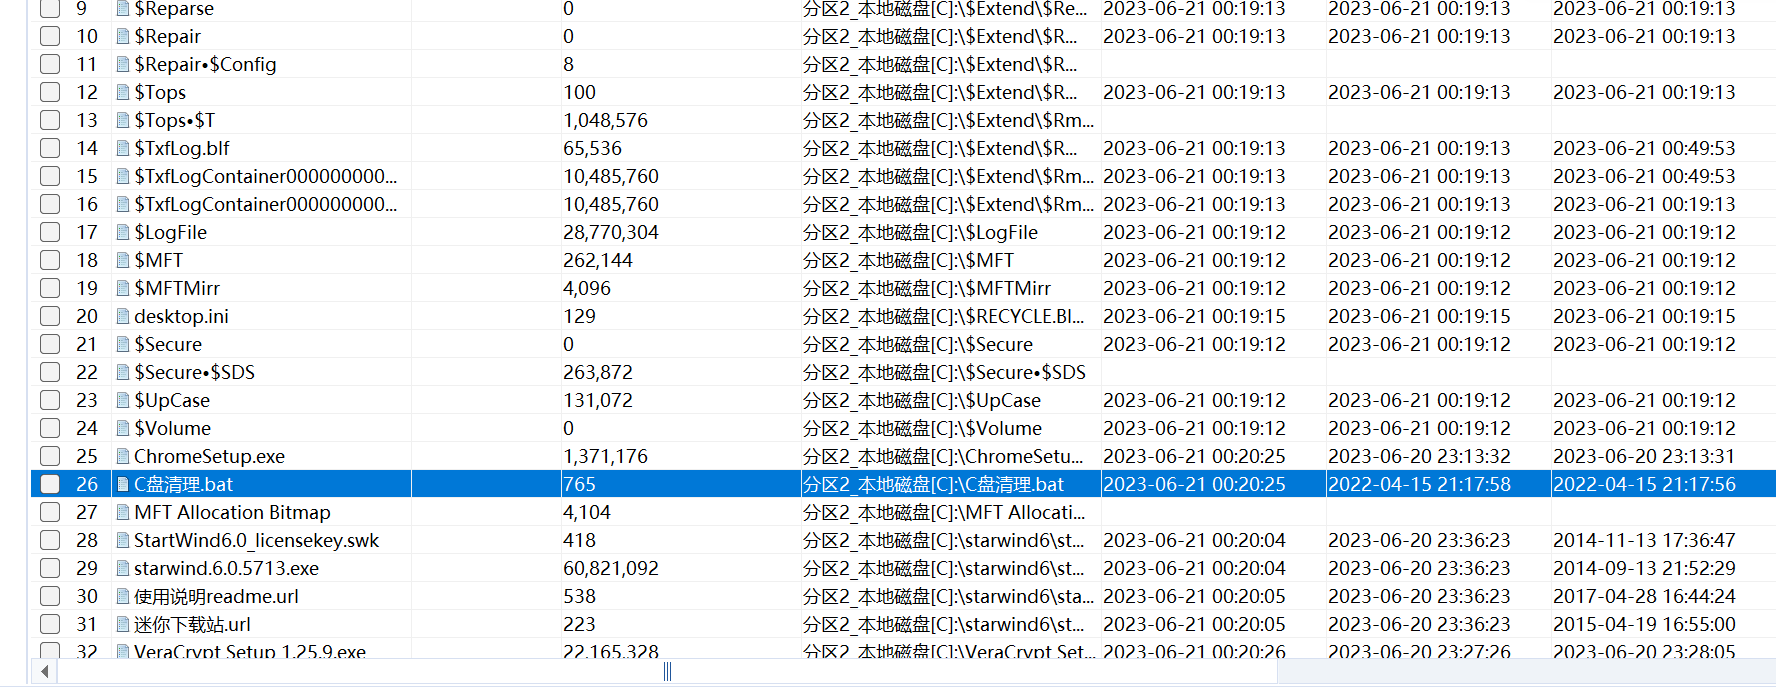 9 $Reparse 0 分区2_本地磁盘[C]:\$Extend\$Re... 2023-06-21 00:19:13 2023-06-21 00:19:13 2023-06-21 00:19:13
10 $Repair 0 分区2_本地磁盘[C]:\$Extend\$R... 2023-06-21 00:19:13 2023-06-21 00:19:13 2023-06-21 00:19:13
11 $Repair•$Config 8 分区2_本地磁盘[C]:\$Extend\$R...
12 $Tops 100 分区2_本地磁盘[C]:\$Extend\$R... 2023-06-21 00:19:13 2023-06-21 00:19:13 2023-06-21 00:19:13
13 $Tops•$T 1,048,576 分区2_本地磁盘[C]:\$Extend\$Rm...
14 $TxfLog.blf 65,536 分区2_本地磁盘[C]:\$Extend\$R... 2023-06-21 00:19:13 2023-06-21 00:19:13 2023-06-21 00:49:53
15 $TxfLogContainer000000000... 10,485,760 分区2_本地磁盘[C]:\$Extend\$Rm... 2023-06-21 00:19:13 2023-06-21 00:19:13 2023-06-21 00:49:53
16 $TxfLogContainer000000000... 10,485,760 分区2_本地磁盘[C]:\$Extend\$Rm... 2023-06-21 00:19:13 2023-06-21 00:19:13 2023-06-21 00:19:13
17 $LogFile 28,770,304 分区2_本地磁盘[C]:\$LogFile 2023-06-21 00:19:12 2023-06-21 00:19:12 2023-06-21 00:19:12
18 $MFT 262,144 分区2_本地磁盘[C]:\$MFT 2023-06-21 00:19:12 2023-06-21 00:19:12 2023-06-21 00:19:12
19 $MFTMirr 4,096 分区2_本地磁盘[C]:\$MFTMirr 2023-06-21 00:19:12 2023-06-21 00:19:12 2023-06-21 00:19:12
20 desktop.ini 129 分区2_本地磁盘[C]:\$RECYCLE.BI... 2023-06-21 00:19:15 2023-06-21 00:19:15 2023-06-21 00:19:15
21 $Secure 0 分区2_本地磁盘[C]:\$Secure 2023-06-21 00:19:12 2023-06-21 00:19:12 2023-06-21 00:19:12
22 $Secure•$SDS 263,872 分区2_本地磁盘[C]:\$Secure•$SDS
23 $UpCase 131,072 分区2_本地磁盘[C]:\$UpCase 2023-06-21 00:19:12 2023-06-21 00:19:12 2023-06-21 00:19:12
24 $Volume 0 分区2_本地磁盘[C]:\$Volume 2023-06-21 00:19:12 2023-06-21 00:19:12 2023-06-21 00:19:12
25 ChromeSetup.exe 1,371,176 分区2_本地磁盘[C]:\ChromeSetu... 2023-06-21 00:20:25 2023-06-20 23:13:32 2023-06-20 23:13:31
26 C盘清理.bat 765 分区2_本地磁盘[C]:\C盘清理.bat 2023-06-21 00:20:25 2022-04-15 21:17:58 2022-04-15 21:17:56
27 MFT Allocation Bitmap 4,104 分区2_本地磁盘[C]:\MFT Allocati...
28 StartWind6.0_licensekey.swk 418 分区2_本地磁盘[C]:\starwind6\st... 2023-06-21 00:20:04 2023-06-20 23:36:23 2014-11-13 17:36:47
29 starwind.6.0.5713.exe 60,821,092 分区2_本地磁盘[C]:\starwind6\st... 2023-06-21 00:20:04 2023-06-20 23:36:23 2014-09-13 21:52:29
30 使用说明readme.url 538 分区2_本地磁盘[C]:\starwind6\sta... 2023-06-21 00:20:05 2023-06-20 23:36:23 2017-04-28 16:44:24
31 迷你下载站.url 223 分区2_本地磁盘[C]:\starwind6\st... 2023-06-21 00:20:05 2023-06-20 23:36:23 2015-04-19 16:55:00
32 VeraCrypt Setup 1.25.9.exe 22,165,328 分区2_本地磁盘[C]:\VeraCrypt Set... 2023-06-21 00:20:26 2023-06-20 23:27:26 2023-06-20 23:28:05